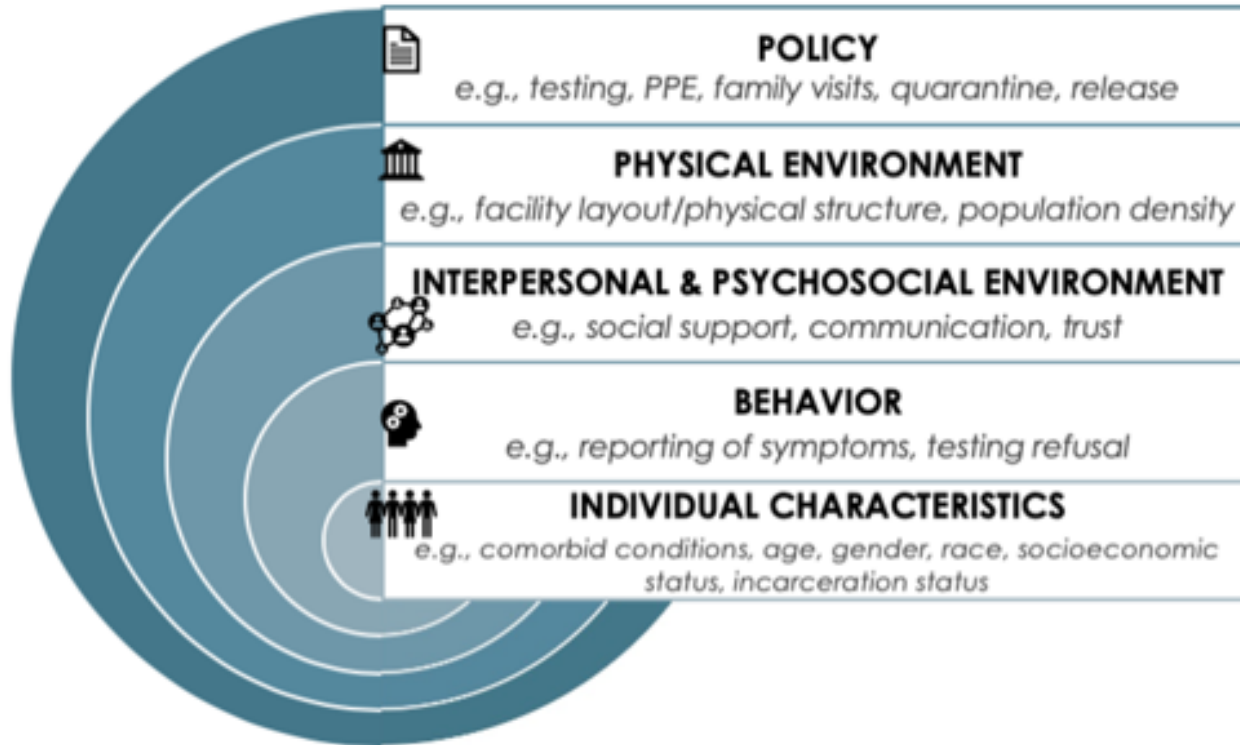 POLICY
e.g., testing, PPE, family visits, quarantine, release
PHYSICAL ENVIRONMENT
e.g., facility layout/physical structure, population density
INTERPERSONAL & PSYCHOSOCIAL ENVIRONMENT
e.g., social support, communication, trust
BEHAVIOR
e.g., reporting of symptoms, testing refusal
INDIVIDUAL CHARACTERISTICS
e.g., comorbid conditions, age, gender, race, socioeconomic
status, incarceration status